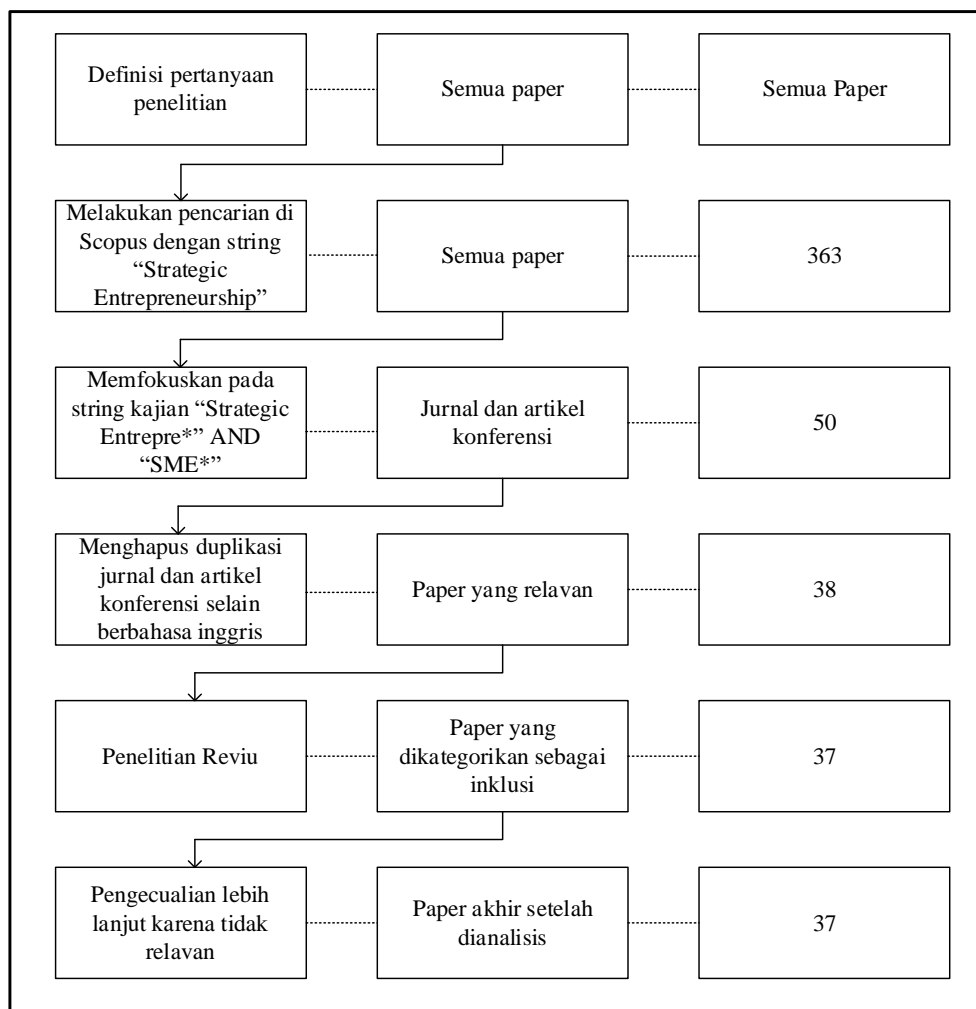 Definisi pertanyaan
penelitian
Semua paper
Semua Paper
Melakukan pencarian di
Scopus dengan string
“Strategic
Entrepreneurship”
Semua paper
363
Memfokuskan pada
string kajian “Strategic
Entrepre*” AND
“SME*”
Jurnal dan artikel
konferensi
50
Menghapus duplikasi
jurnal dan artikel
konferensi selain
berbahasa inggris
Paper yang relavan
38
Penelitian Reviu
Paper yang
dikategorikan sebagai
inklusi
37
Pengecualian lebih
lanjut karena tidak
relavan
Paper akhir setelah
dianalisis
37